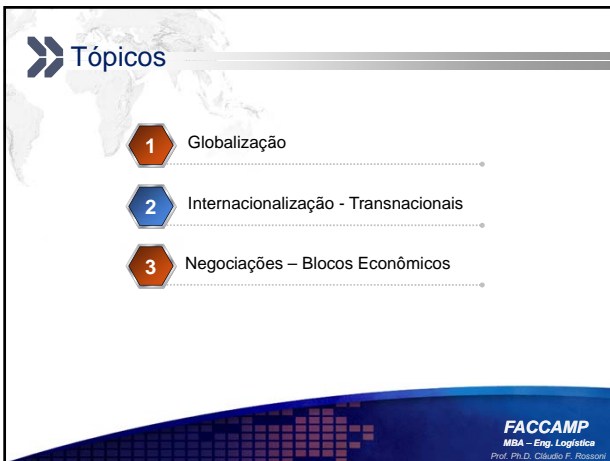 Tópicos
1 Globalização
2 Internacionalização - Transnacionais
3 Negociações – Blocos Econômicos
FACCAMP
MBA – Eng. Logística
Prof. Ph.D. Cláudio F. Rossoni